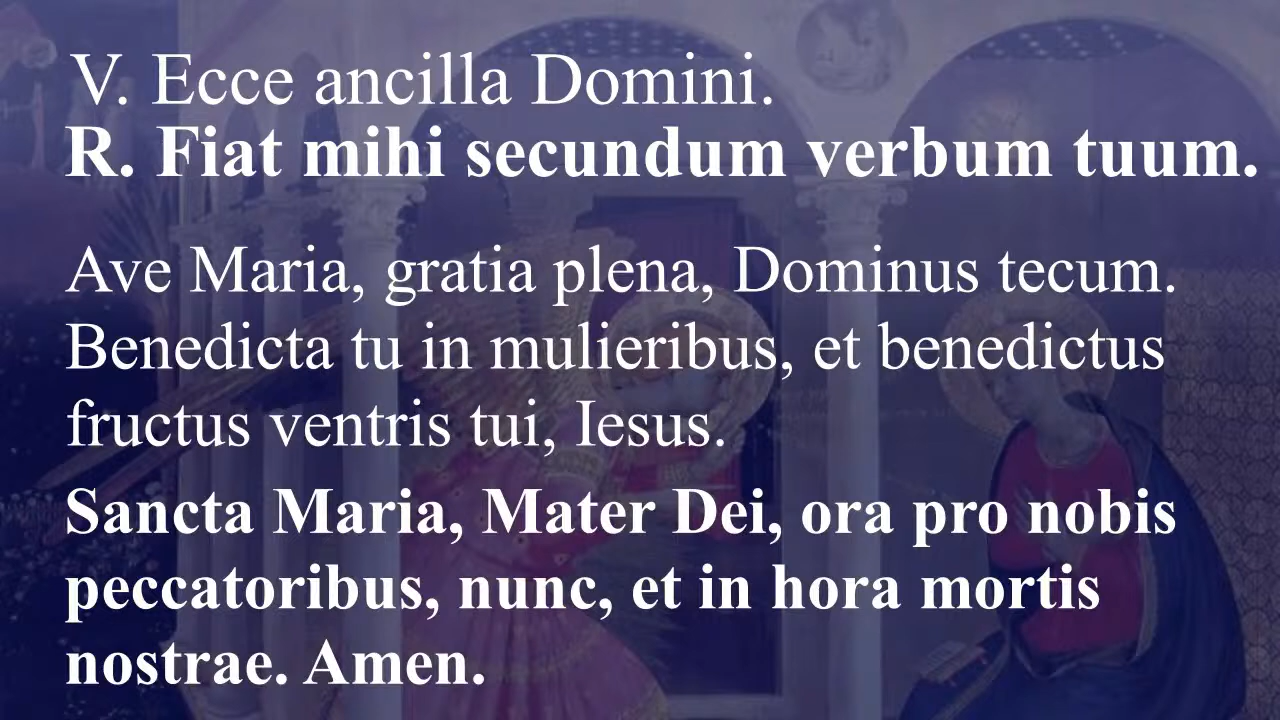 V. Ecce ancilla Domini.
R. Fiat mihi secundum verbum tuum.
Ave Maria, gratia plena, Dominus tecum.
Benedicta tu in mulieribus, et benedictus
fructus ventris tui, Iesus.
Sancta Maria, Mater Dei, ora pro nobis
peccatoribus, nunc, et in hora mortis
nostrae. Amen.